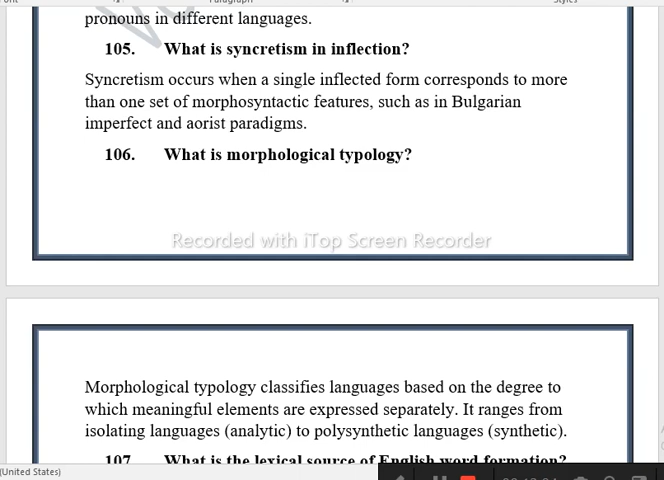 pronouns in different languages.
105. What is syncretism in inflection?
Syncretism occurs when a single inflected form corresponds to more
than one set of morphosyntactic features, such as in Bulgarian
imperfect and aorist paradigms.
106. What is morphological typology?
Recorded with iTop Screen Recorder
Morphological typology classifies languages based on the degree to
which meaningful elements are expressed separately. It ranges from
isolating languages (analytic) to polysynthetic languages (synthetic).
107. What is the lexical source of English word formation?
(United States)